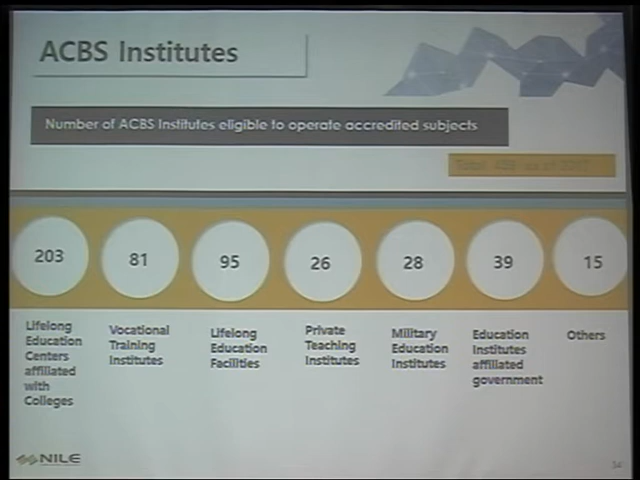 ACBS Institutes
Number of ACBS Institutes eligible to operate accredited subjects
203
81
95
26
28
39
15
Lifelong
Education
Centers
affiliated
with
Colleges
Vocational
Training
Institutes
Lifelong
Education
Facilities
Private
Teaching
Institutes
Military
Education
Institutes
Education
Institutes
affiliated
government
Others
NILE